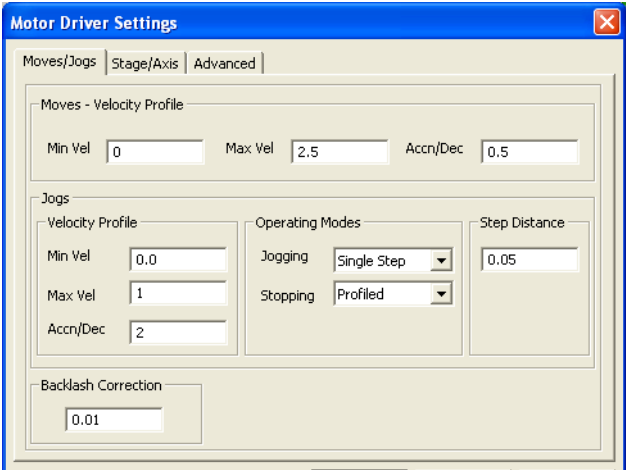 Motor Driver Settings
Moves/Jogs Stage/Axis Advanced
Moves - Velocity Profile
Min Vel 0 Max Vel 2.5 Accn/Dec 0.5
Jogs
Velocity Profile Operating Modes Step Distance
Min Vel 0.0 Jogging Single Step 0.05
Max Vel 1 Stopping Profiled
Accn/Dec 2
Backlash Correction
0.01